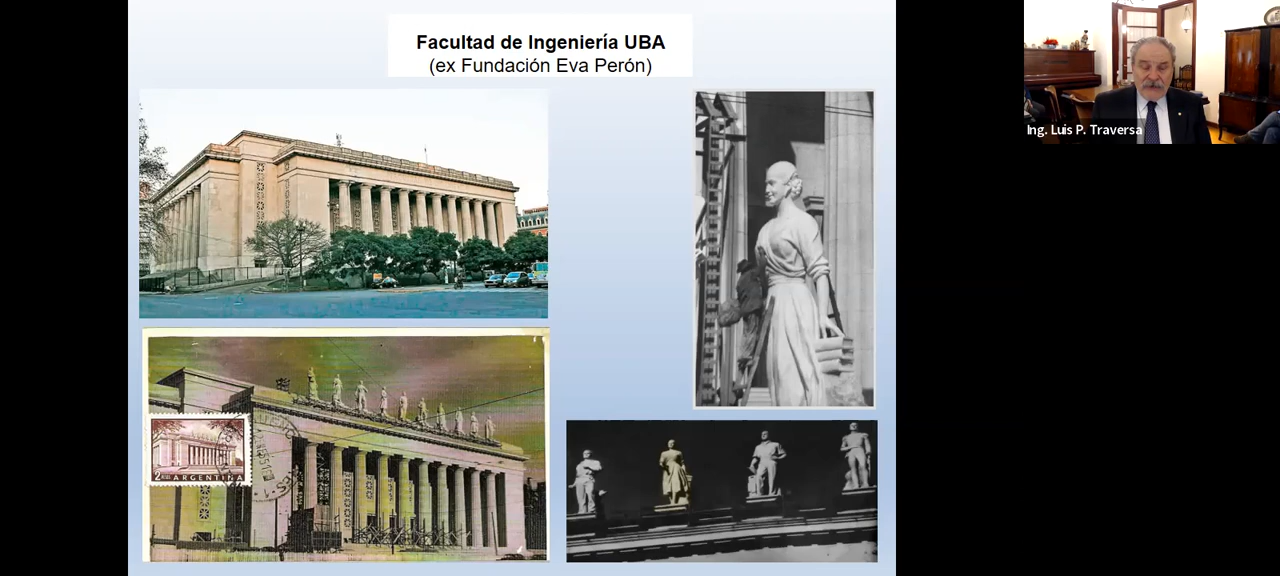 Facultad de Ingeniería UBA
(ex Fundación Eva Perón)
Ing. Luis P. Traversa
ARGENTINA